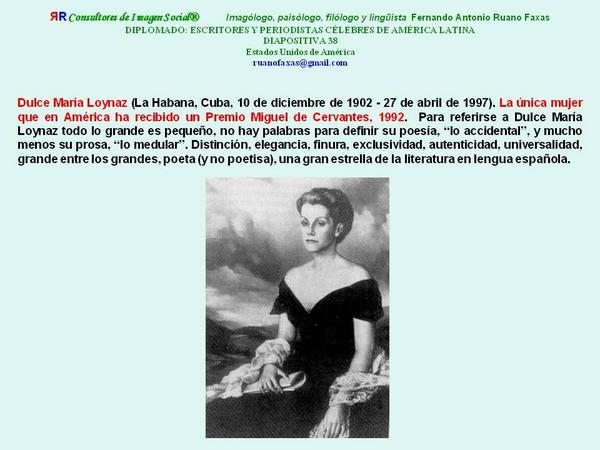 ЯR Consultores de Imagen Social® Imagólogo, paisólogo, filólogo y lingüista Fernando Antonio Ruano Faxas
DIPLOMADO: ESCRITORES Y PERIODISTAS CÉLEBRES DE AMÉRICA LATINA
DIAPOSITIVA 38
Estados Unidos de América
ruanofaxas@gmail.com
Dulce María Loynaz (La Habana, Cuba, 10 de diciembre de 1902 - 27 de abril de 1997). La única mujer
que en América ha recibido un Premio Miguel de Cervantes, 1992. Para referirse a Dulce María
Loynaz todo lo grande es pequeño, no hay palabras para definir su poesía, “lo accidental”, y mucho
menos su prosa, “lo medular”. Distinción, elegancia, finura, exclusividad, autenticidad, universalidad,
grande entre los grandes, poeta (y no poetisa), una gran estrella de la literatura en lengua española.